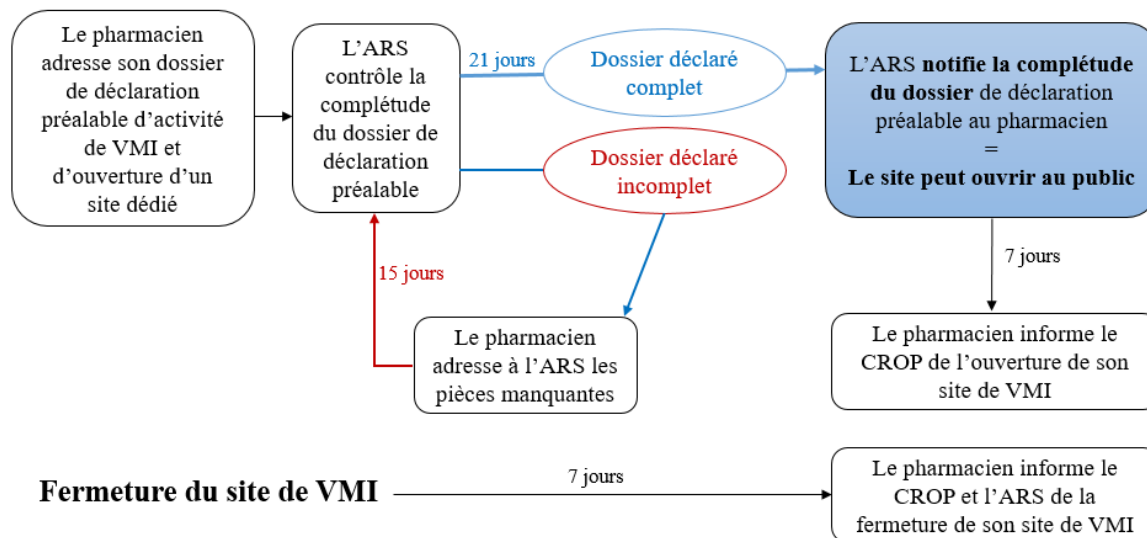 Le pharmacien
adresse son dossier
de déclaration
préalable d’activité
de VMI et
d’ouverture d’un
site dédié
L’ARS
contrôle la
complétude
du dossier de
déclaration
préalable
21 jours
Dossier déclaré
complet
L’ARS notifie la complétude
du dossier de déclaration
préalable au pharmacien
=
Le site peut ouvrir au public
Dossier déclaré
incomplet
15 jours
7 jours
Le pharmacien
adresse à l’ARS les
pièces manquantes
Le pharmacien informe le
CROP de l’ouverture de son
site de VMI
Fermeture du site de VMI
7 jours
Le pharmacien informe le
CROP et l’ARS de la
fermeture de son site de VMI